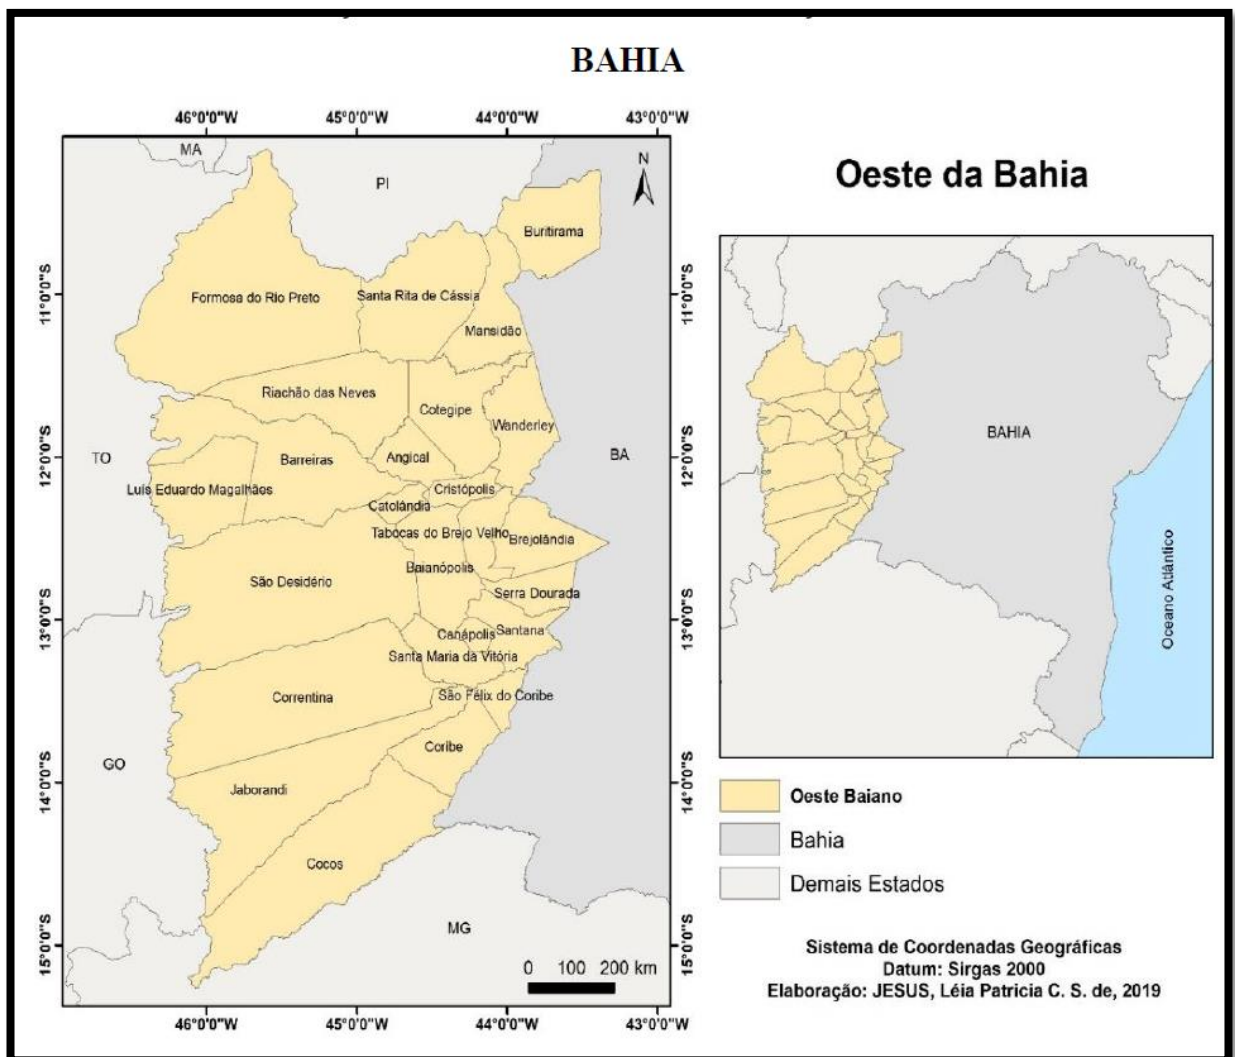 BAHIA
46°0'0"W 45°0'0"W 44°0'0"W 43°0'0"W
MA
PI
N
Buritirama
11°0'0"S
Formosa do Rio Preto
Santa Rita de Cássia
11°0'0"S
Mansidão
Riachão das Neves
Cotegipe
Wanderley
12°0'0"S
TO
Barreiras
Angical
BA
12°0'0"S
Luís Eduardo Magalhães
Cristópolis
Catolândia
Tabocas do Brejo Velho
Brejolândia
São Desidério
Baianópolis
Serra Dourada
13°0'0"S
Canápolis
Santana
13°0'0"S
Santa Maria da Vitória
Correntina
São Félix do Coribe
Coribe
14°0'0"S
GO
Jaborandi
14°0'0"S
Cocos
MG
15°0'0"S
15°0'0"S
0 100 200 km
46°0'0"W 45°0'0"W 44°0'0"W 43°0'0"W
Oeste da Bahia
BAHIA
Oceano Atlântico
Oeste Baiano
Bahia
Demais Estados
Sistema de Coordenadas Geográficas
Datum: Sirgas 2000
Elaboração: JESUS, Léia Patricia C. S. de, 2019